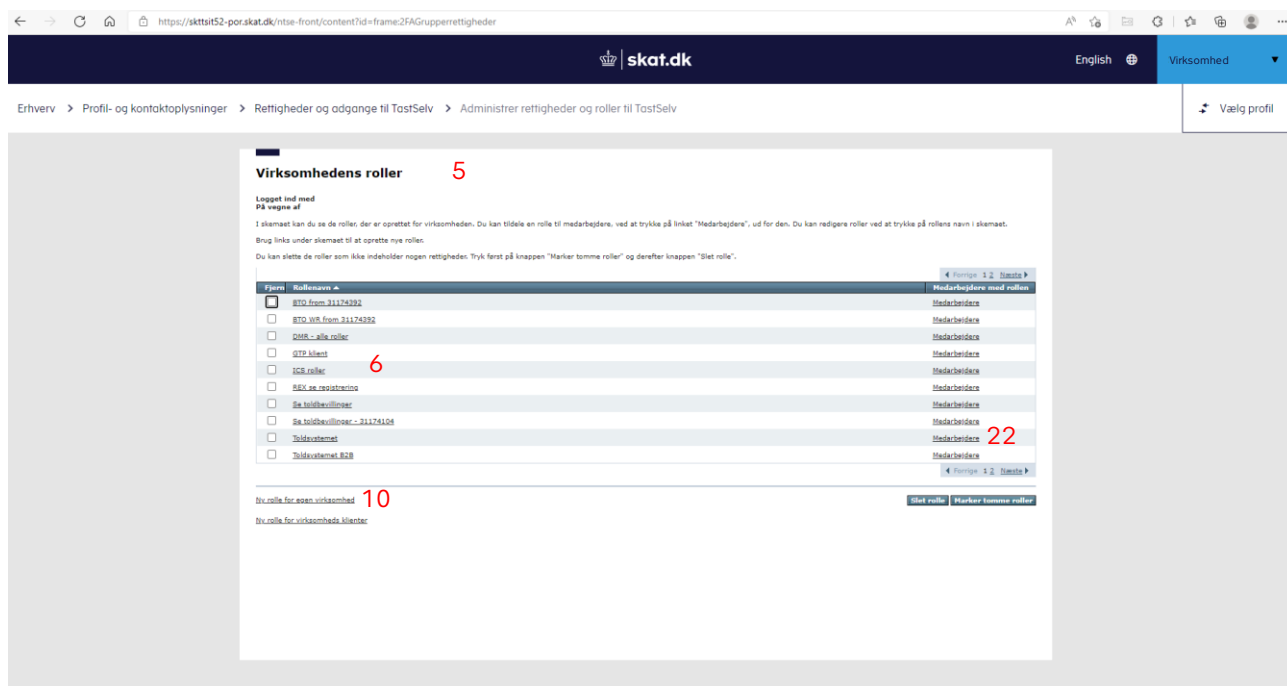 https://skttsit52-por.skat.dk/ntse-front/content?id=frame:2FAGrupperrettigheder
skat.dk
English
Virksomhed
Erhverv > Profil- og kontaktoplysninger > Rettigheder og adgange til TastSelv > Administrer rettigheder og roller til TastSelv
Vælg profil
Virksomhedens roller 5
Logget ind med
På vegne af
I skemaet kan du se de roller, der er oprettet for virksomheden. Du kan tildele en rolle til medarbejdere, ved at trykke på linket "Medarbejdere", ud for den. Du kan redigere roller ved at trykke på rollens navn i skemaet.
Brug links under skemaet til at oprette nye roller.
Du kan slette de roller som ikke indeholder nogen rettigheder. Tryk først på knappen "Marker tomme roller" og derefter knappen "Slet rolle".
Forrige 1 2 Næste
Fjern Rollenavn Medarbejdere med rollen
BTO from 31174392 Medarbejdere
BTO WR from 31174392 Medarbejdere
DMR - alle roller Medarbejdere
GTP klient Medarbejdere
6
ICS roller Medarbejdere
REX se registrering Medarbejdere
Se toldbevillinger Medarbejdere
Se toldbevillinger - 31174104 Medarbejdere
Toldsystemet Medarbejdere 22
Toldsystemet B2B Medarbejdere
Forrige 1 2 Næste
Ny rolle for egen virksomhed 10 Slet rolle Marker tomme roller
Ny rolle for virksomheds klienter